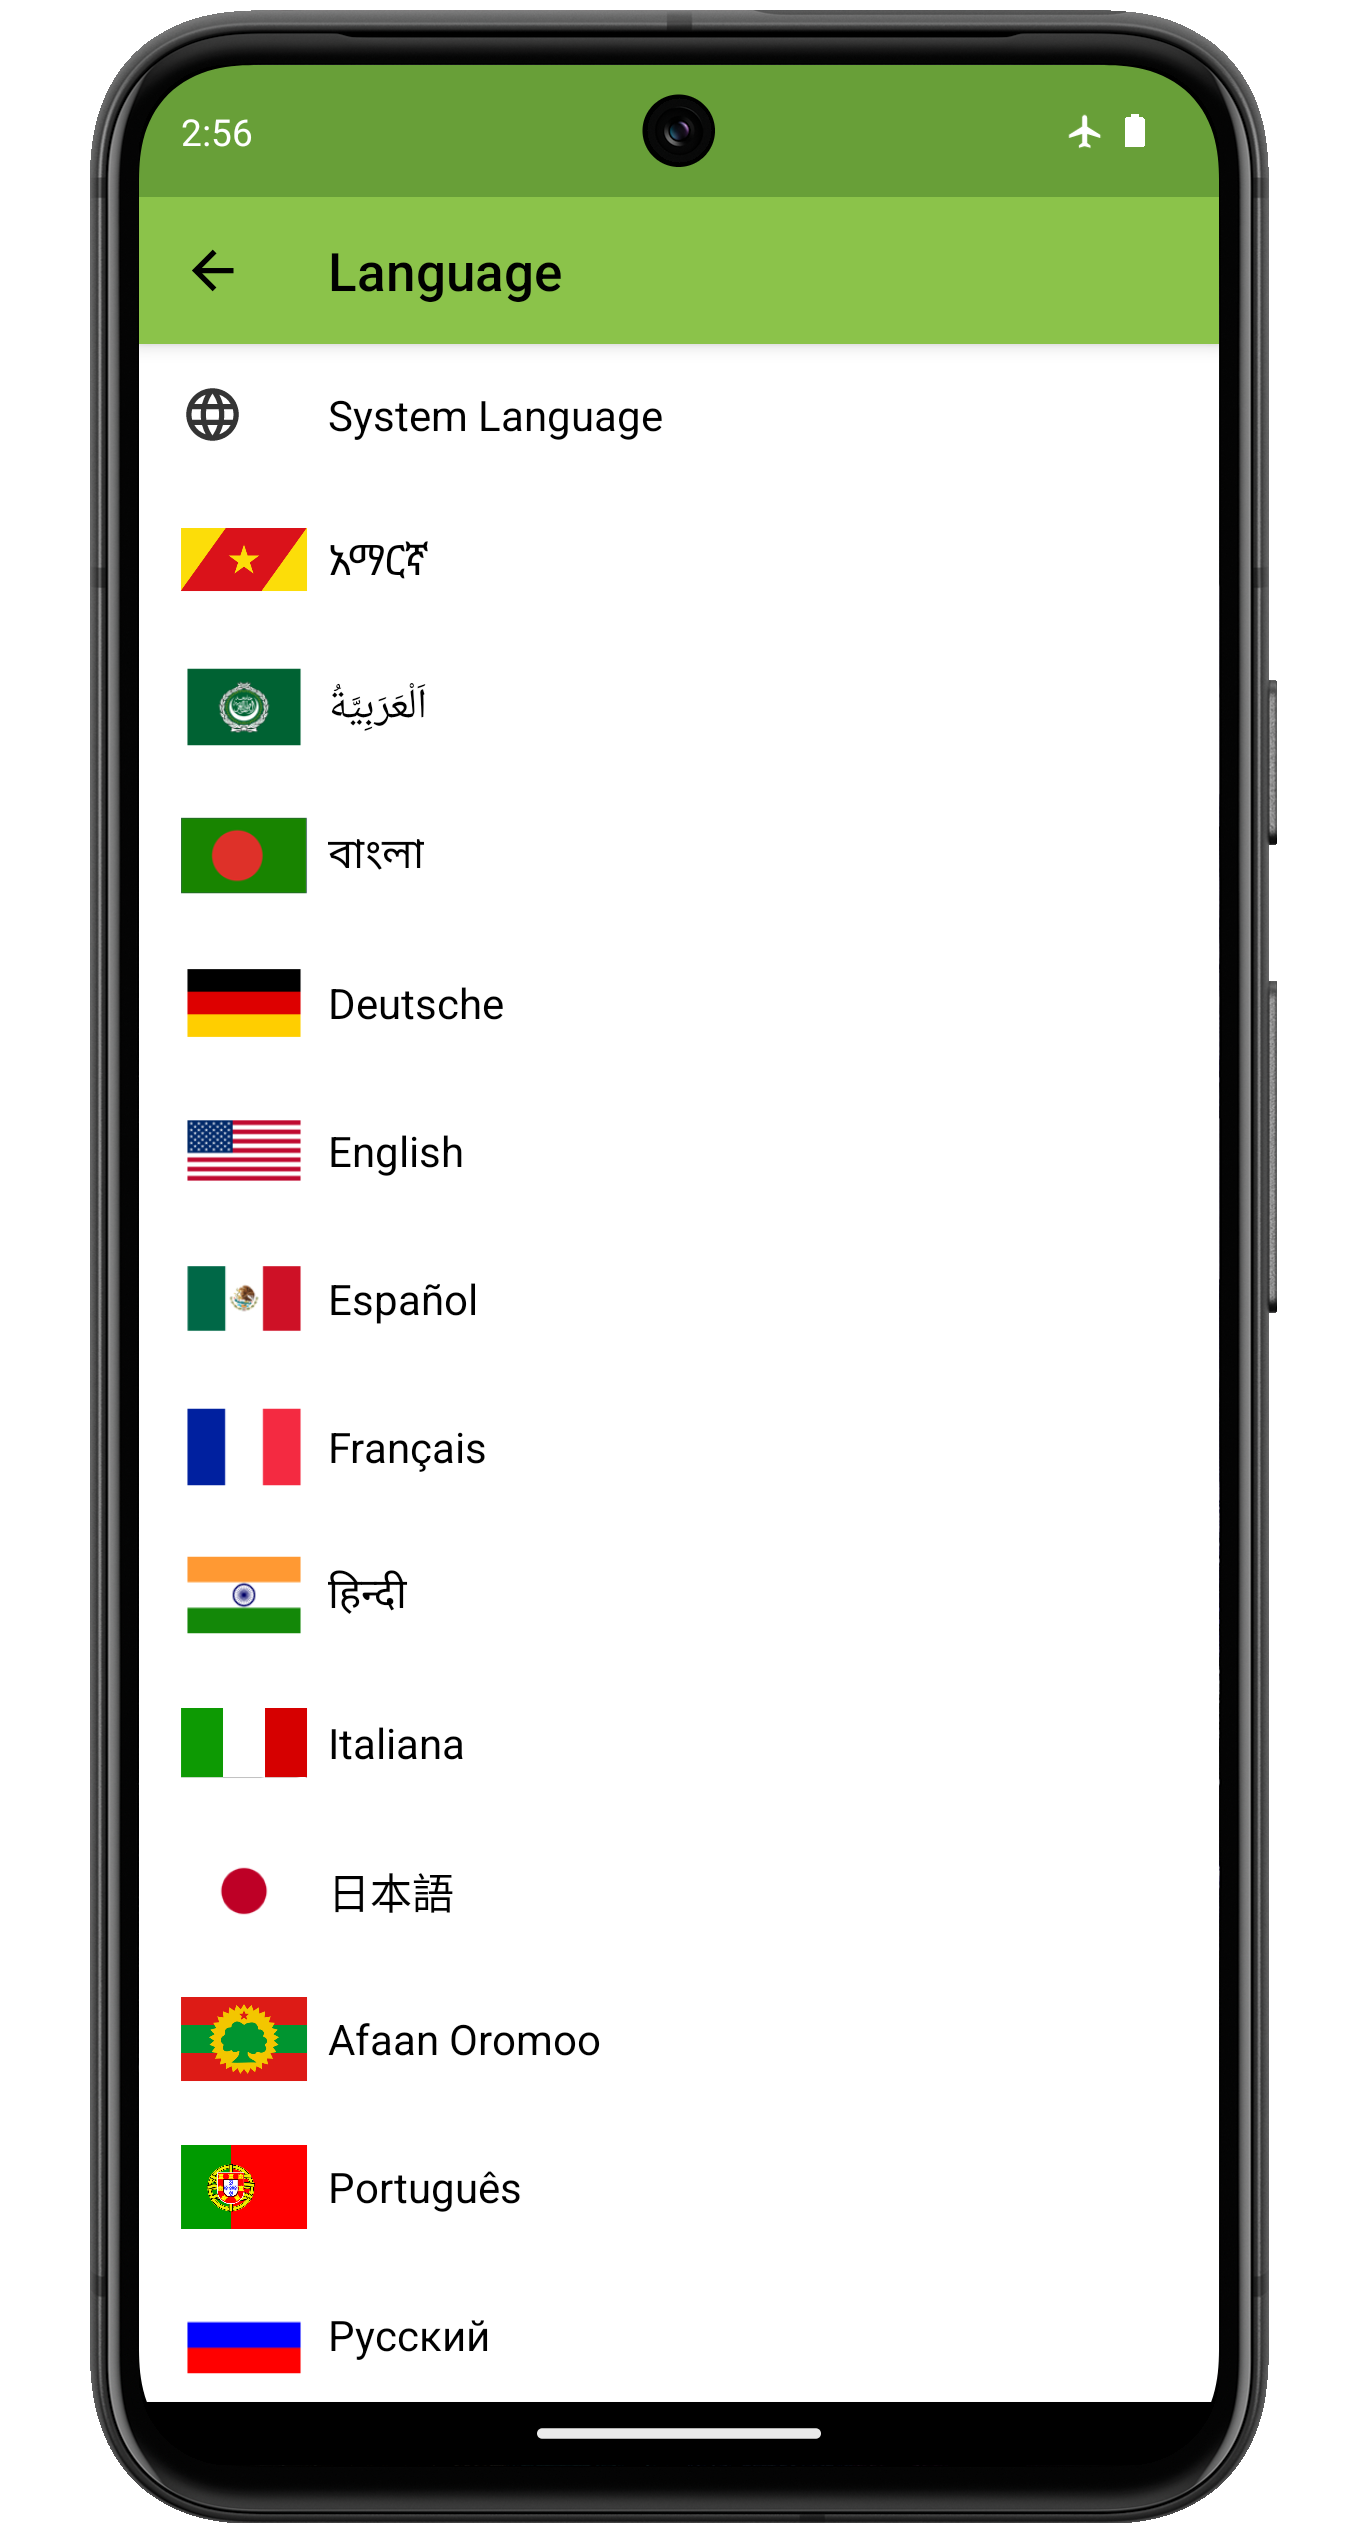 2:56
Language
System Language
አማርኛ
اَلْعَرَبِيَّةُ
বাংলা
Deutsche
English
Español
Français
हिन्दी
Italiana
日本語
Afaan Oromoo
Português
Русский